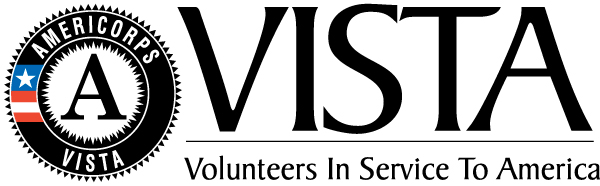 AMERICORPS
A
VISTA
VISTA
Volunteers In Service To America